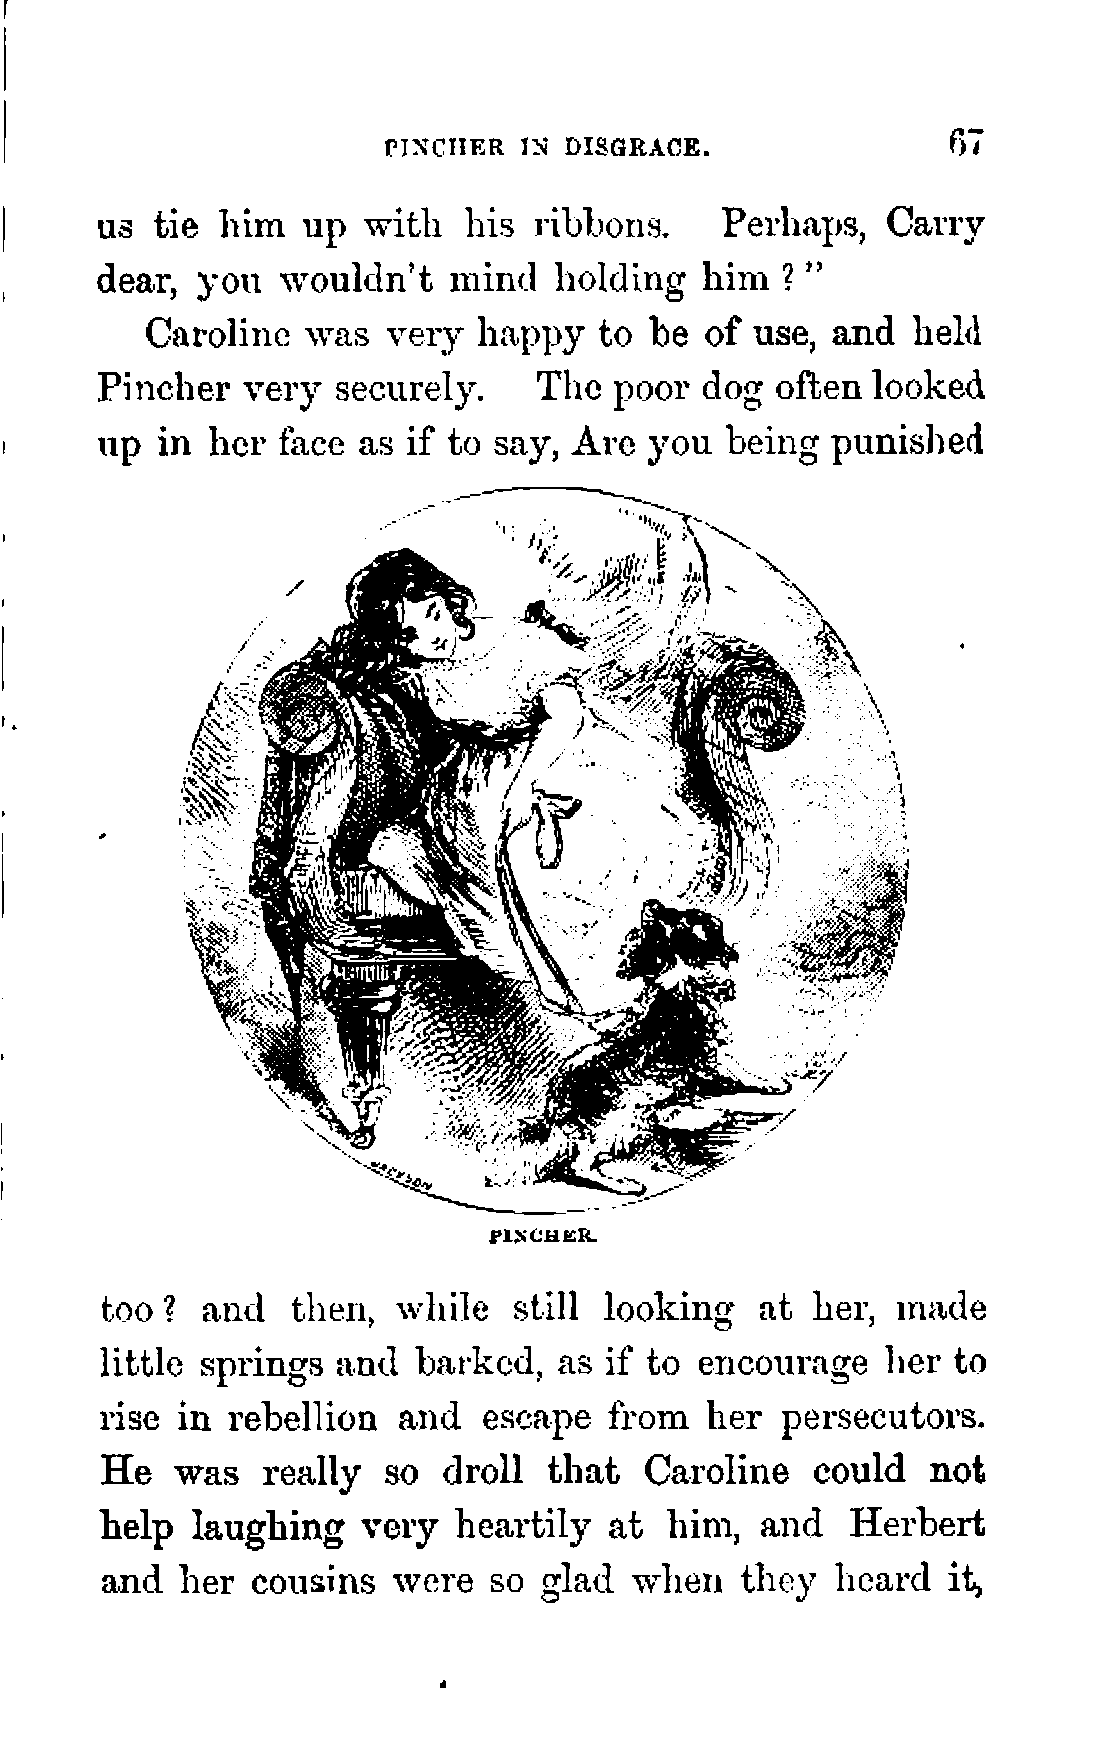 PINCHER IN DISGRACE. 67
us tie him up with his ribbons. Perhaps, Carry
dear, you wouldn't mind holding him ? "
Caroline was very happy to be of use, and held
Pincher very securely. The poor dog often looked
up in her face as if to say, Are you being punished
JACKSON
PINCHER.
too ? and then, while still looking at her, made
little springs and barked, as if to encourage her to
rise in rebellion and escape from her persecutors.
He was really so droll that Caroline could not
help laughing very heartily at him, and Herbert
and her cousins were so glad when they heard it,